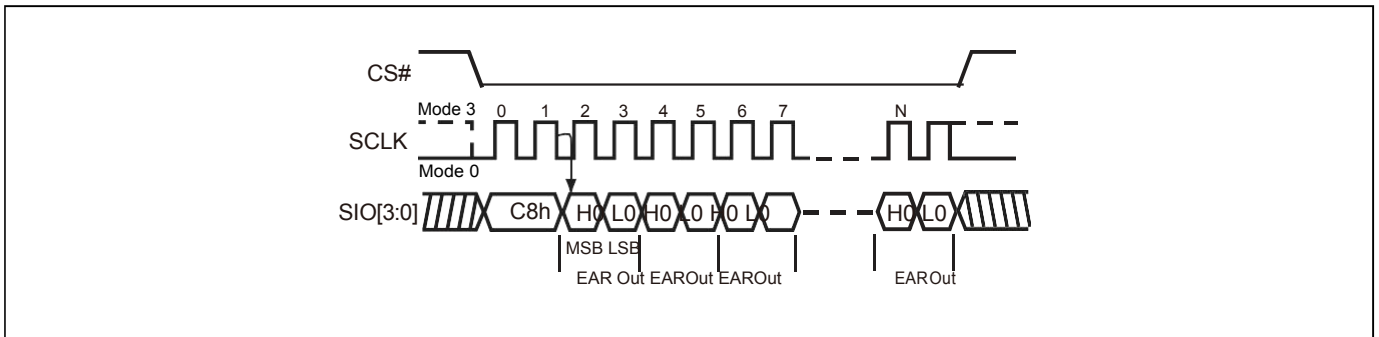 CS#
Mode 3 0 1 2 3 4 5 6 7 N
SCLK
Mode 0
SIO[3:0] C8h H0 L0 H0 L0 H0 L0 H0 L0
MSB LSB
EAR Out EAROut EAROut EAROut